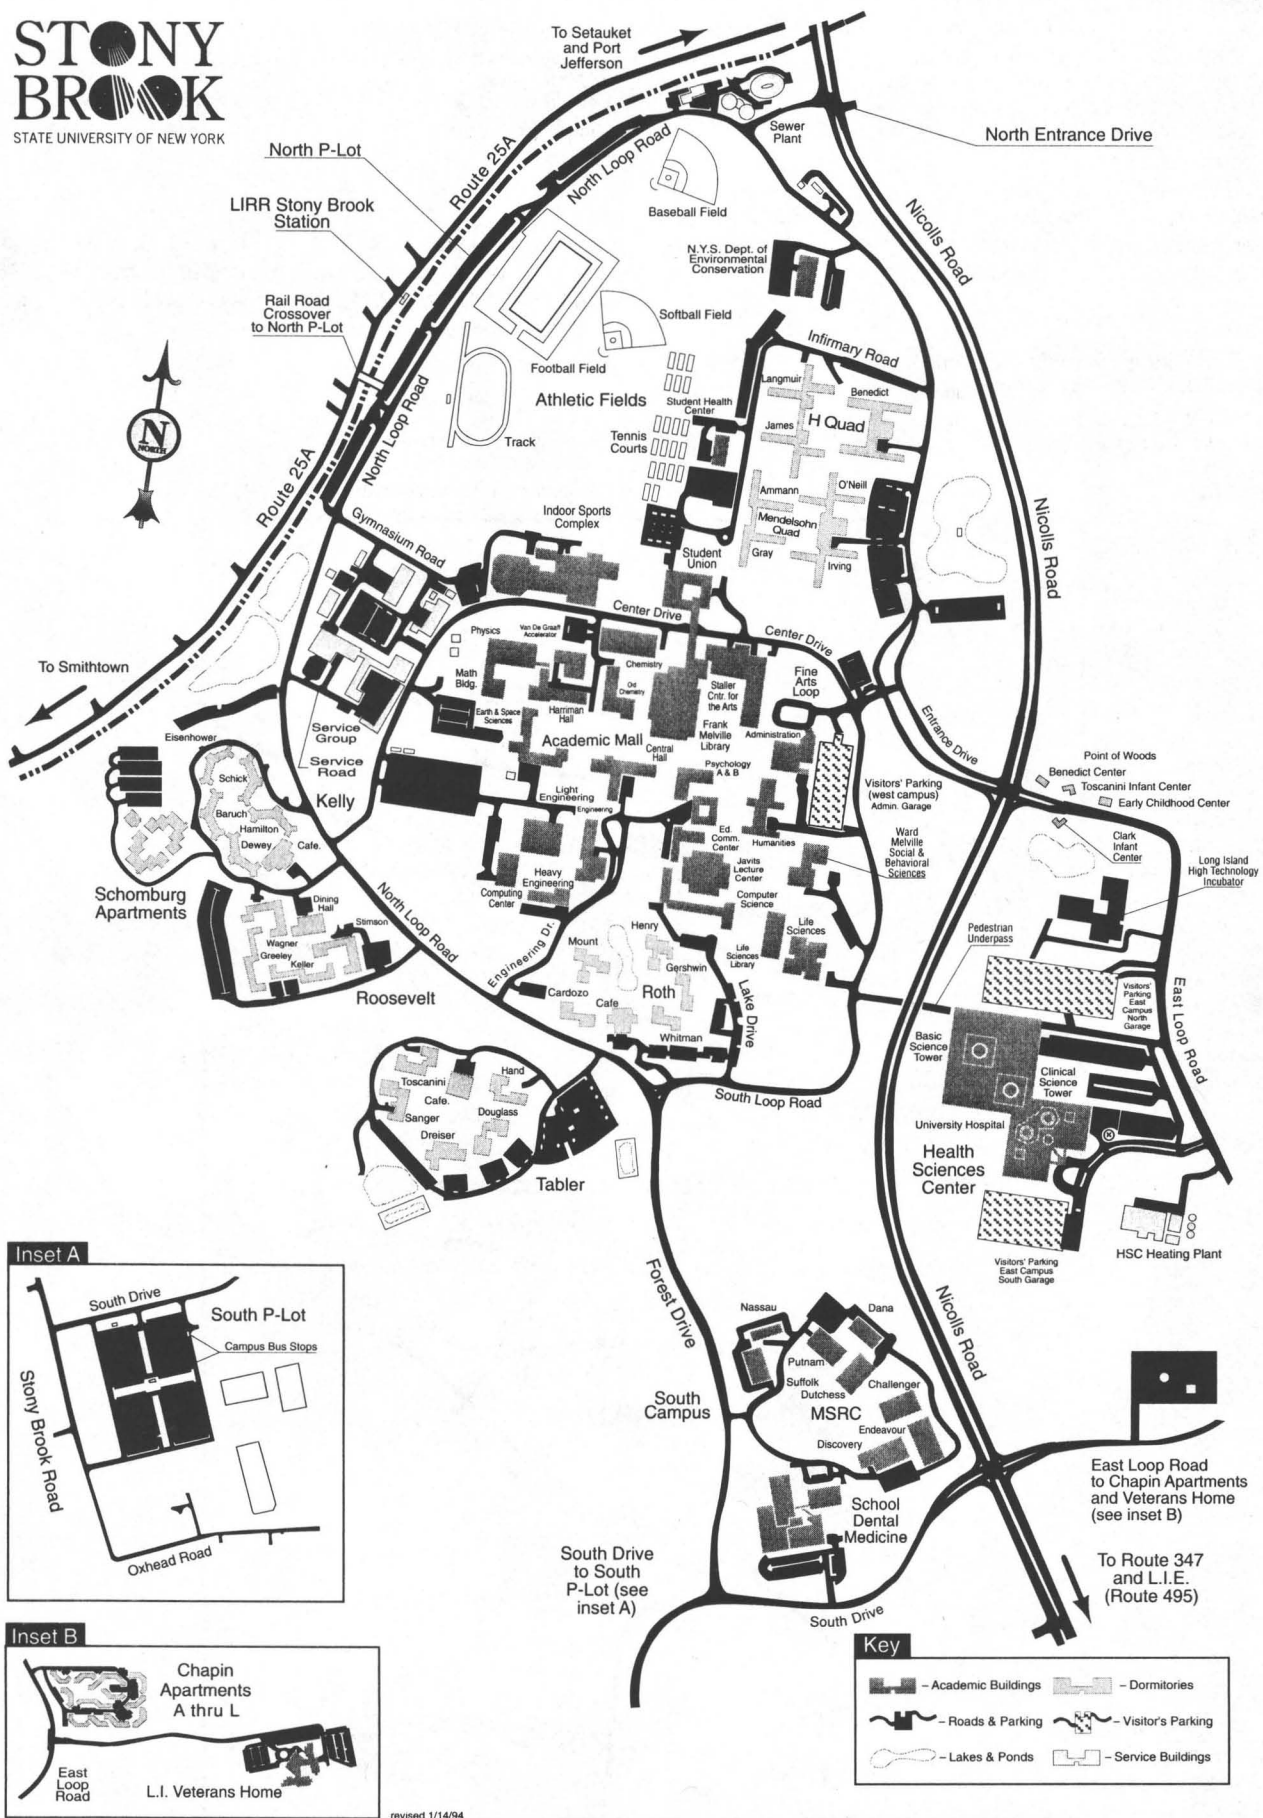 STONY
BROOK
STATE UNIVERSITY OF NEW YORK
To Setauket
and Port
Jefferson
North Entrance Drive
Sewer
Plant
North P-Lot
Route 25A
North Loop Road
LIRR Stony Brook
Station
Baseball Field
Nicolls Road
N.Y.S. Dept. of
Environmental
Conservation
Rail Road
Crossover
to North P-Lot
Softball Field
Football Field
Infirmary Road
N
NORTH
Athletic Fields
Langmuir
Benedict
Student Health
Center
James
H Quad
Tennis
Courts
Track
North Loop Road
Route 25A
Ammann
O'Neill
Mendelsohn
Quad
Gray
Irving
Nicolls Road
Indoor Sports
Complex
Gymnasium Road
Student
Union
Center Drive
Center Drive
Physics
Van De Graaff
Accelerator
To Smithtown
Math
Bldg.
Chemistry
Old
Chemistry
Staller
Cntr. for
the Arts
Fine
Arts
Loop
Earth & Space
Sciences
Harriman
Hall
Service
Group
Service
Road
Academic Mall
Central
Hall
Frank
Melville
Library
Administration
Entrance Drive
Eisenhower
Schick
Baruch
Hamilton
Dewey
Cafe.
Kelly
Psychology
A & B
Light
Engineering
Engineering
Visitors' Parking
(west campus)
Admin. Garage
Point of Woods
Benedict Center
Toscanini Infant Center
Early Childhood Center
Clark
Infant
Center
Long Island
High Technology
Incubator
Ed.
Comm.
Center
Humanities
Ward
Melville
Social &
Behavioral
Sciences
Javits
Lecture
Center
Heavy
Engineering
Computing
Center
Computer
Science
Schomburg
Apartments
Dining
Hall
Stimson
Wagner
Greeley
Keller
Roosevelt
North Loop Road
Engineering Dr.
Henry
Mount
Life
Sciences
Life
Sciences
Library
Gershwin
Cardozo
Roth
Cafe
Whitman
Lake Drive
Pedestrian
Underpass
Visitors'
Parking
East
Campus
North
Garage
East Loop Road
Basic
Science
Tower
Clinical
Science
Tower
University Hospital
Health
Sciences
Center
South Loop Road
Toscanini
Hand
Cafe.
Sanger
Douglass
Dreiser
Tabler
Visitors' Parking
East Campus
South Garage
HSC Heating Plant
Inset A
South Drive
South P-Lot
Campus Bus Stops
Stony Brook Road
Oxhead Road
Forest Drive
Nicolls Road
Nassau
Dana
Putnam
Suffolk
Dutchess
Challenger
MSRC
Endeavour
Discovery
South
Campus
School
Dental
Medicine
East Loop Road
to Chapin Apartments
and Veterans Home
(see inset B)
South Drive
to South
P-Lot (see
inset A)
To Route 347
and L.I.E.
(Route 495)
South Drive
Inset B
Chapin
Apartments
A thru L
East
Loop
Road
L.I. Veterans Home
Key
– Academic Buildings
– Dormitories
– Roads & Parking
– Visitor's Parking
– Lakes & Ponds
– Service Buildings
revised 1/14/94